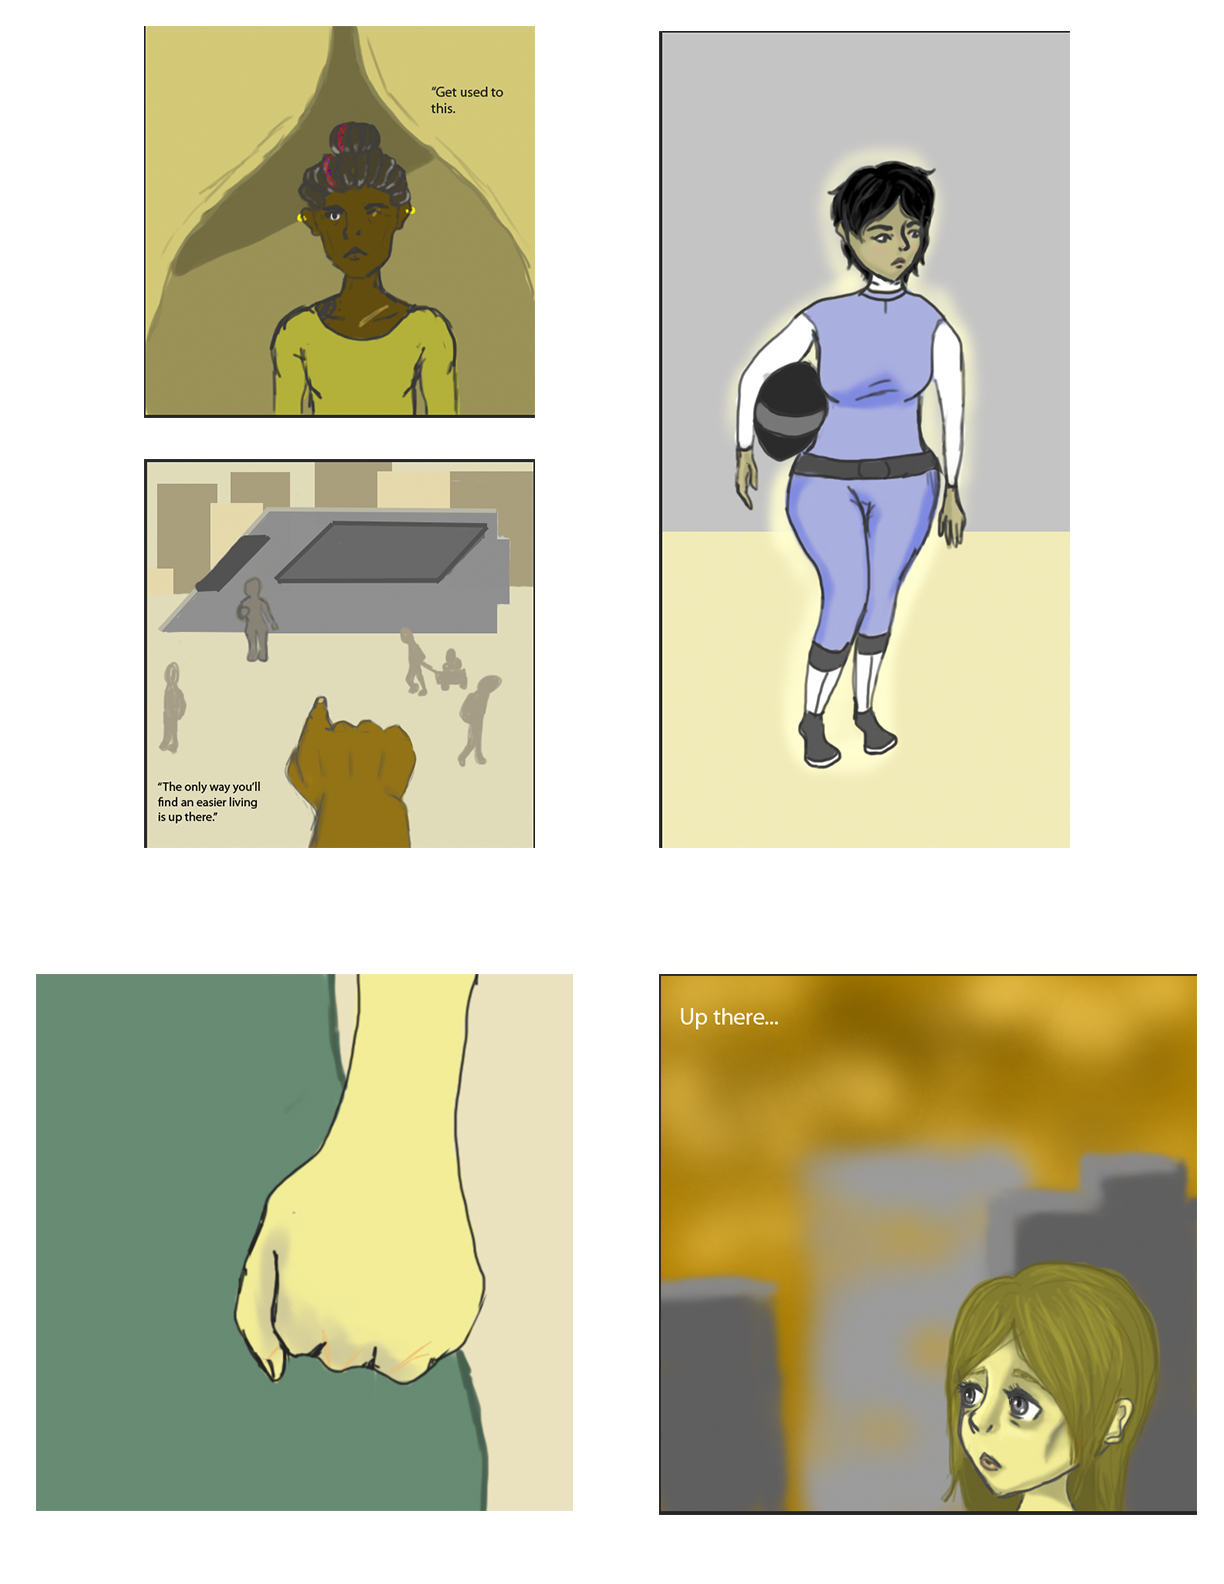 “Get used to
this.
“The only way you’ll
find an easier living
is up there.”
Up there...